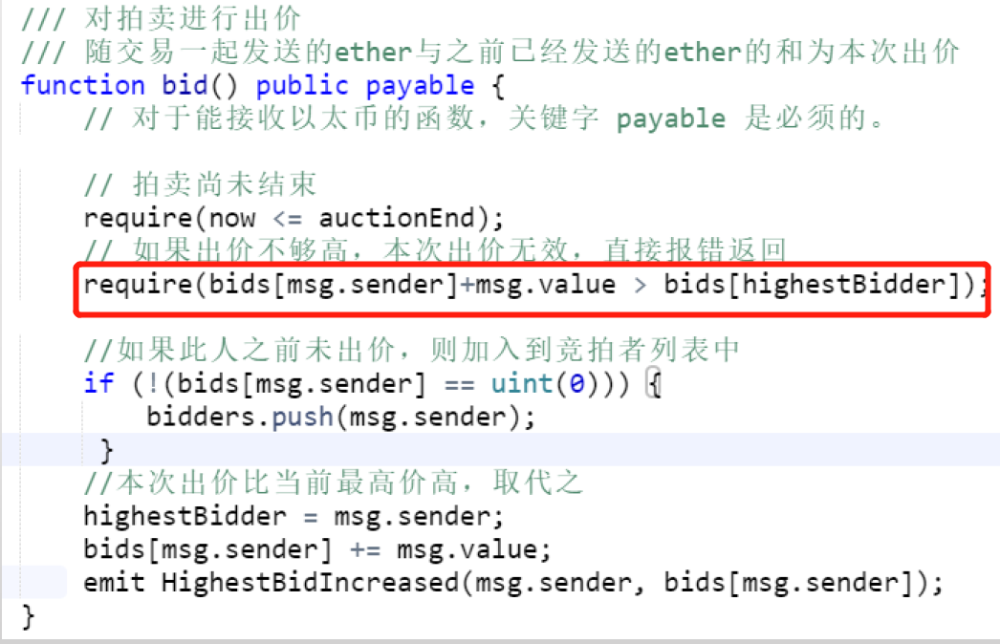 /// 对拍卖进行出价
/// 随交易一起发送的ether与之前已经发送的ether的和为本次出价
function bid() public payable {
// 对于能接收以太币的函数，关键字 payable 是必须的。
// 拍卖尚未结束
require(now <= auctionEnd);
// 如果出价不够高，本次出价无效，直接报错返回
require(bids[msg.sender]+msg.value > bids[highestBidder]);
//如果此人之前未出价，则加入到竞拍者列表中
if (!(bids[msg.sender] == uint(0))) {
bidders.push(msg.sender);
}
//本次出价比当前最高价高，取代之
highestBidder = msg.sender;
bids[msg.sender] += msg.value;
emit HighestBidIncreased(msg.sender, bids[msg.sender]);
}